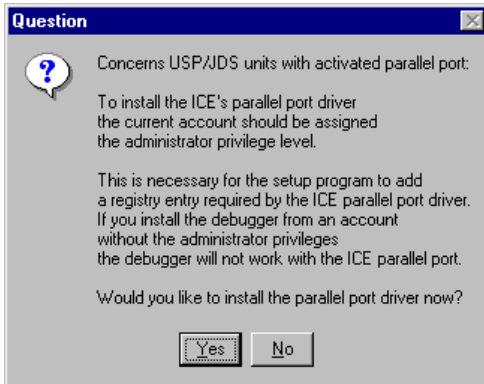 Question
Concerns USP/JDS units with activated parallel port:
To install the ICE's parallel port driver
the current account should be assigned
the administrator privilege level.
This is necessary for the setup program to add
a registry entry required by the ICE parallel port driver.
If you install the debugger from an account
without the administrator privileges
the debugger will not work with the ICE parallel port.
Would you like to install the parallel port driver now?
Yes No